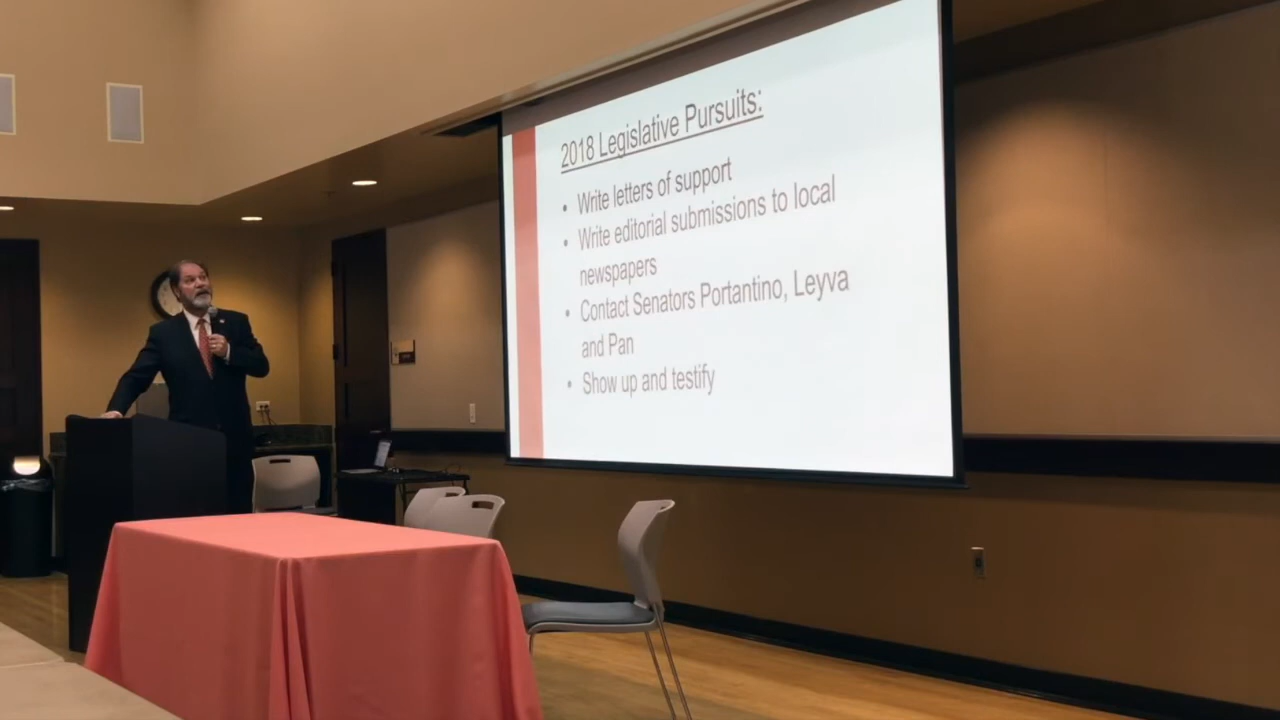 2018 Legislative Pursuits:
• Write letters of support
• Write editorial submissions to local
newspapers
• Contact Senators Portantino, Leyva
and Pan
• Show up and testify